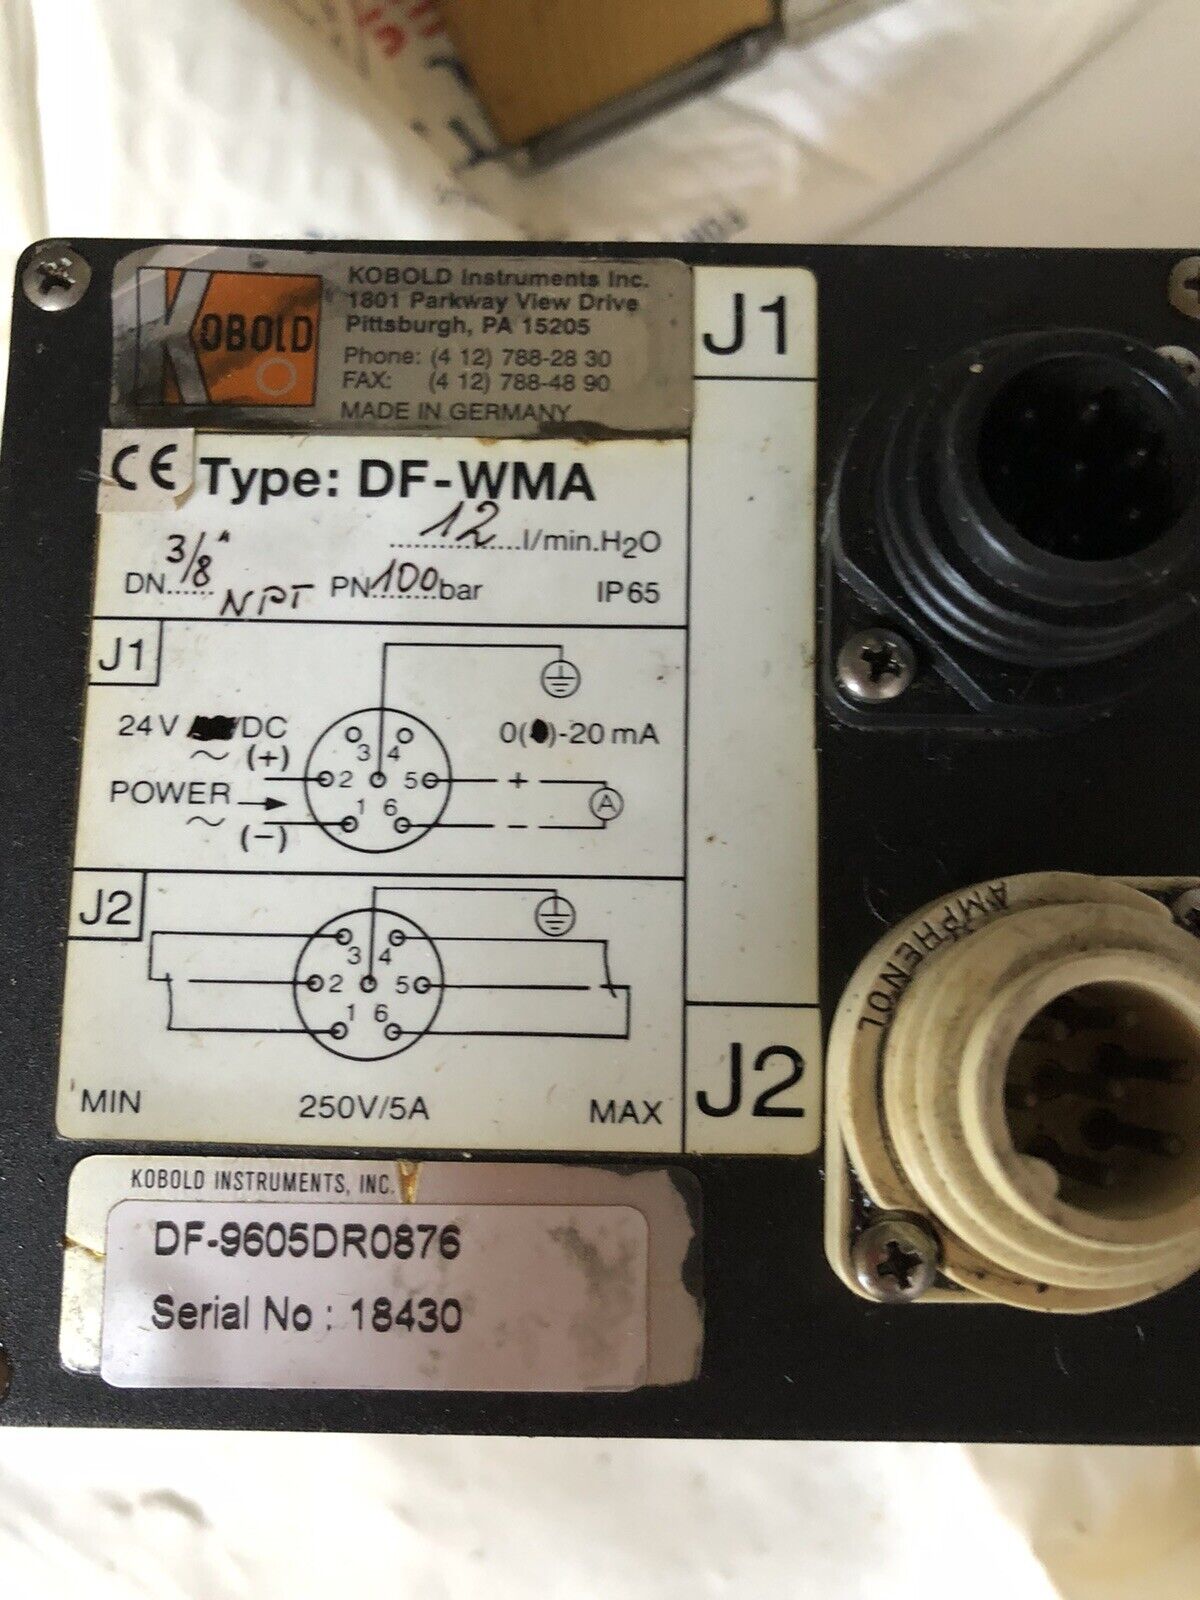 KOBOLD
KOBOLD Instruments Inc.
1801 Parkway View Drive
Pittsburgh, PA 15205
Phone: (4 12) 788-28 30
FAX: (4 12) 788-48 90
MADE IN GERMANY
CE Type: DF-WMA
12 l/min.H2O
DN 3/8" NPT PN 100 bar IP65
J1
24V /DC
0( )-20 mA
~ (+)
POWER
~ (−)
3 4
2 5
1 6
+
−
A
J2
3 4
2 5
1 6
MIN 250V/5A MAX
J1
J2
KOBOLD INSTRUMENTS, INC.
DF-9605DR0876
Serial No : 18430
AMPHENOL